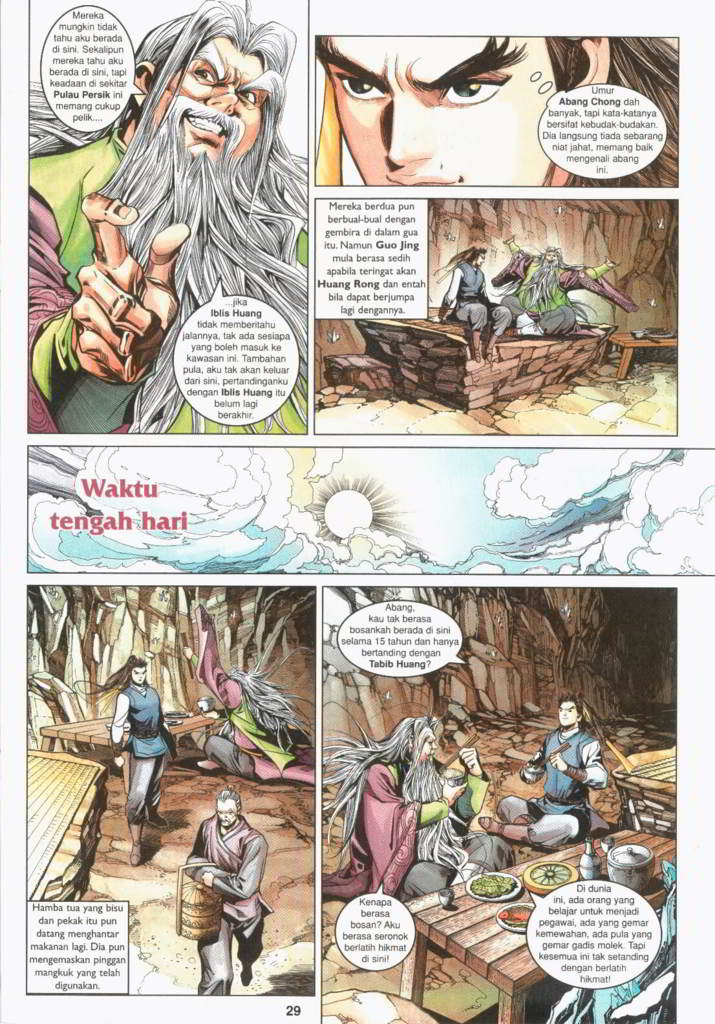 Mereka
mungkin tidak
tahu aku berada
di sini. Sekalipun
mereka tahu aku
berada di sini, tapi
keadaan di sekitar
Pulau Persik ini
memang cukup
pelik....
...jika
Iblis Huang
tidak memberitahu
jalannya, tak ada sesiapa
yang boleh masuk ke
kawasan ini. Tambahan
pula, aku tak akan keluar
dari sini, pertandinganku
dengan Iblis Huang itu
belum lagi
berakhir.
Umur
Abang Chong dah
banyak, tapi kata-katanya
bersifat kebudak-budakan.
Dia langsung tiada sebarang
niat jahat, memang baik
mengenali abang
ini.
Mereka berdua pun
berbual-bual dengan
gembira di dalam gua
itu. Namun Guo Jing
mula berasa sedih
apabila teringat akan
Huang Rong dan entah
bila dapat berjumpa
lagi dengannya.
Waktu
tengah hari
Hamba tua yang bisu
dan pekak itu pun
datang menghantar
makanan lagi. Dia pun
mengemaskan pinggan
mangkuk yang telah
digunakan.
Abang,
kau tak berasa
bosankah berada di sini
selama 15 tahun dan hanya
bertanding dengan
Tabib Huang?
Kenapa
berasa
bosan? Aku
berasa seronok
berlatih hikmat
di sini!
Di dunia
ini, ada orang yang
belajar untuk menjadi
pegawai, ada yang gemar
kemewahan, ada pula yang
gemar gadis molek. Tapi
kesemua ini tak setanding
dengan berlatih
hikmat!
29